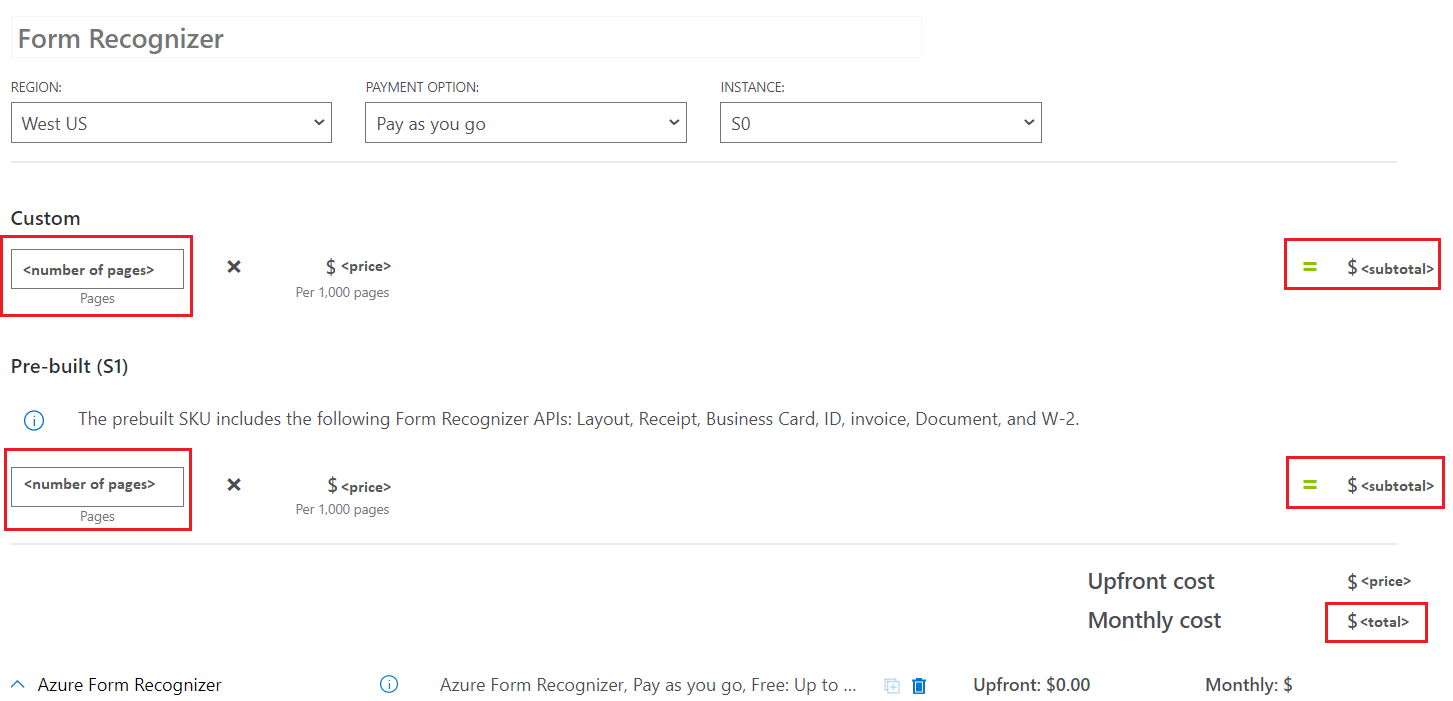 Form Recognizer
REGION: PAYMENT OPTION: INSTANCE:
West US Pay as you go S0
Custom
<number of pages> × $ <price> = $ <subtotal>
Pages Per 1,000 pages
Pre-built (S1)
The prebuilt SKU includes the following Form Recognizer APIs: Layout, Receipt, Business Card, ID, invoice, Document, and W-2.
<number of pages> × $ <price> = $ <subtotal>
Pages Per 1,000 pages
Upfront cost $ <price>
Monthly cost $ <total>
Azure Form Recognizer Azure Form Recognizer, Pay as you go, Free: Up to ... Upfront: $0.00 Monthly: $